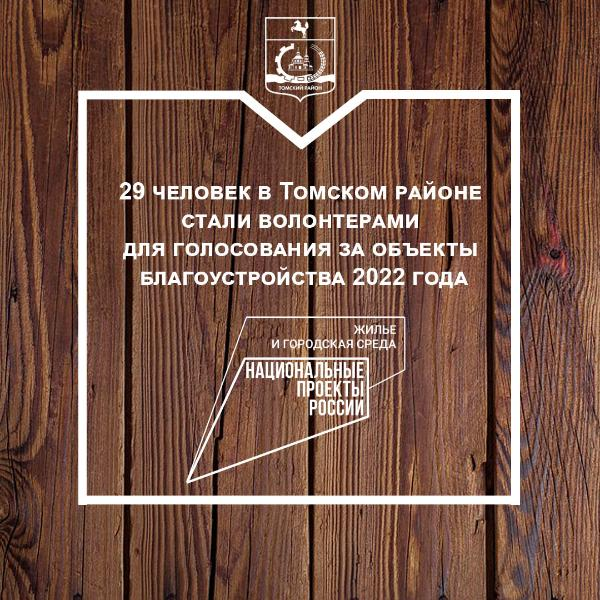 ТОМСКИЙ РАЙОН
29 человек в Томском районе
стали волонтерами
для голосования за объекты
благоустройства 2022 года
ЖИЛЬЕ
И ГОРОДСКАЯ СРЕДА
НАЦИОНАЛЬНЫЕ
ПРОЕКТЫ
РОССИИ